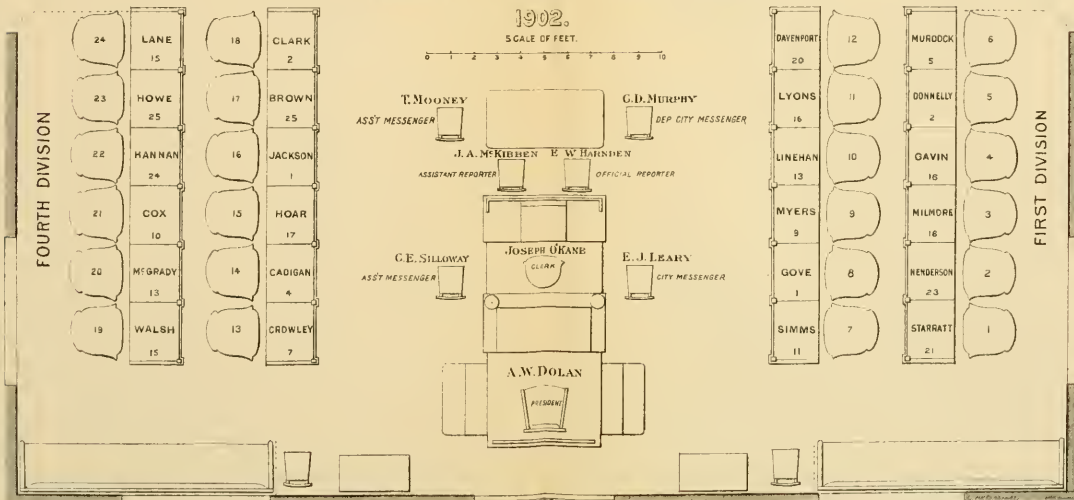 1902.
SCALE OF FEET.
0 1 2 3 4 5 6 7 8 9 10
FOURTH DIVISION
24 LANE 15
23 HOWE 25
22 HANNAN 24
21 COX 10
20 McGRADY 13
19 WALSH 15
18 CLARK 2
17 BROWN 25
16 JACKSON 1
15 HOAR 17
14 CADIGAN 4
13 CROWLEY 7
T. MOONEY
ASS'T MESSENGER
C.D. MURPHY
DEP CITY MESSENGER
J. A. McKIBBEN
ASSISTANT REPORTER
E. W. HARNDEN
OFFICIAL REPORTER
C.E. SILLOWAY
ASS'T MESSENGER
JOSEPH O'KANE
CLERK
E. J. LEARY
CITY MESSENGER
A.W. DOLAN
PRESIDENT
DAVENPORT 20 12
LYONS 16 11
LINEHAN 13 10
MYERS 9 9
GOVE 1 8
SIMMS 11 7
MURDOCK 5 6
DONNELLY 2 5
GAVIN 16 4
MILMORE 16 3
HENDERSON 23 2
STARRATT 21 1
FIRST DIVISION